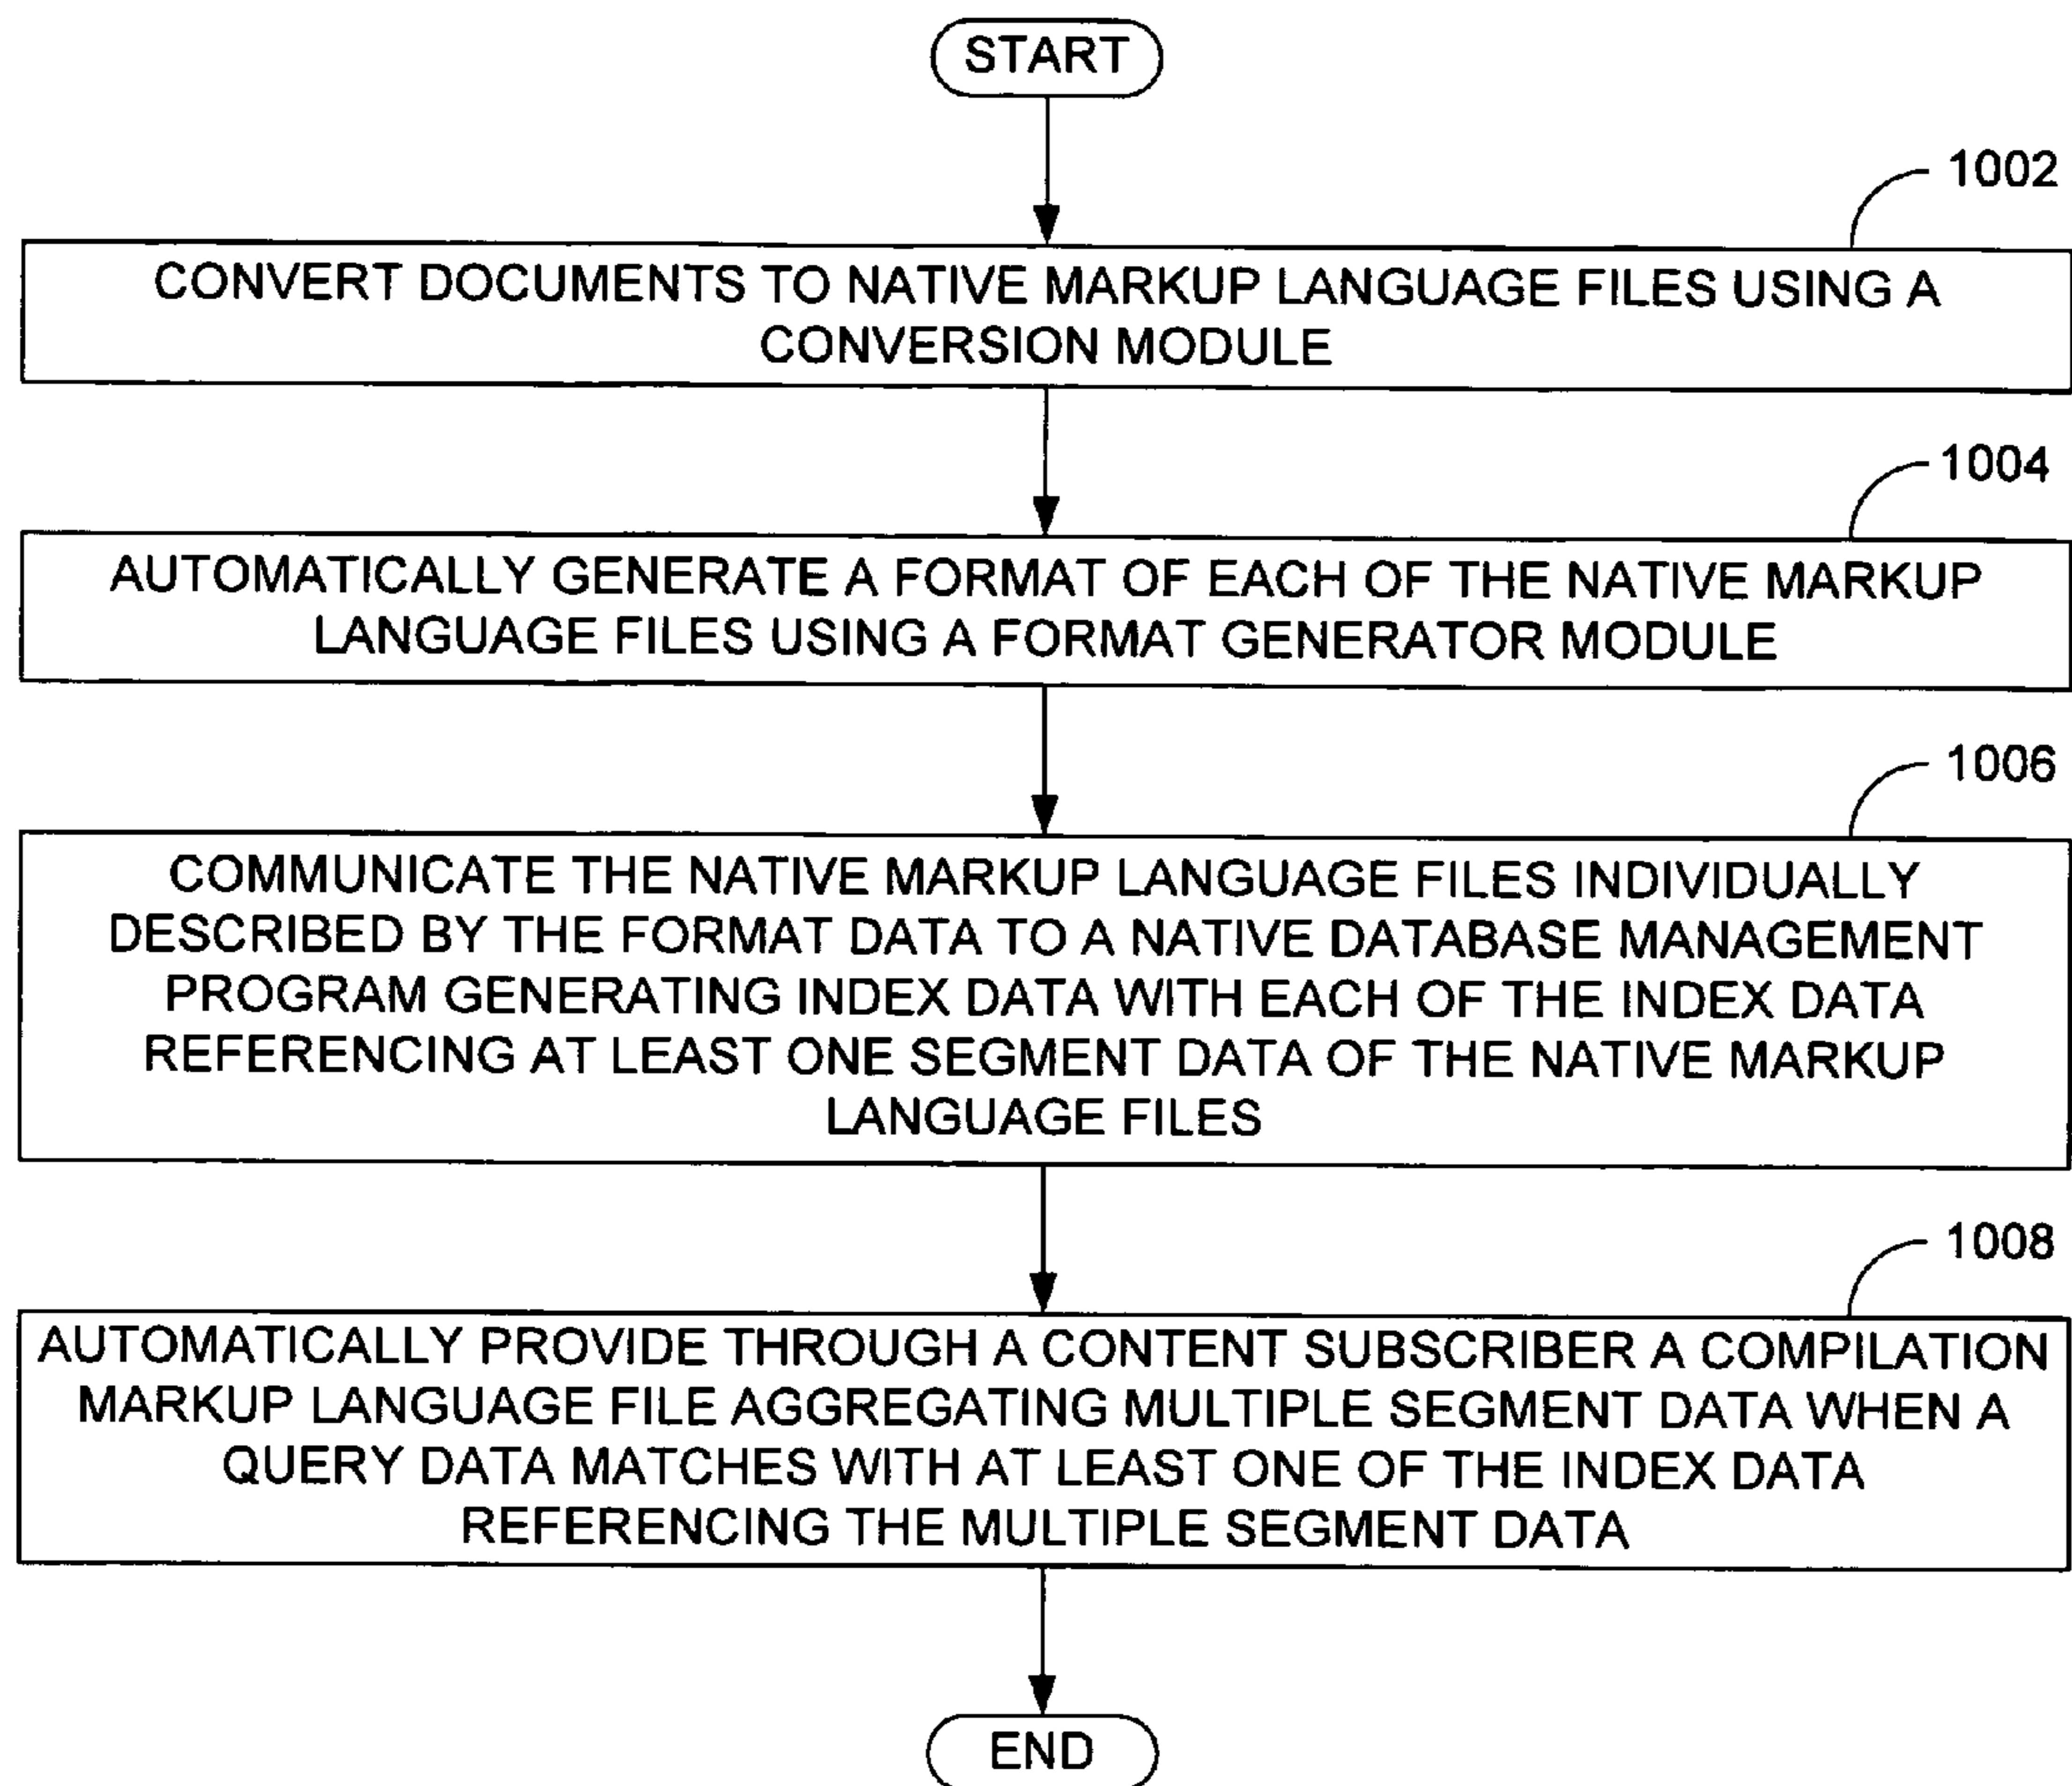 START
1002
CONVERT DOCUMENTS TO NATIVE MARKUP LANGUAGE FILES USING A
CONVERSION MODULE
1004
AUTOMATICALLY GENERATE A FORMAT OF EACH OF THE NATIVE MARKUP
LANGUAGE FILES USING A FORMAT GENERATOR MODULE
1006
COMMUNICATE THE NATIVE MARKUP LANGUAGE FILES INDIVIDUALLY
DESCRIBED BY THE FORMAT DATA TO A NATIVE DATABASE MANAGEMENT
PROGRAM GENERATING INDEX DATA WITH EACH OF THE INDEX DATA
REFERENCING AT LEAST ONE SEGMENT DATA OF THE NATIVE MARKUP
LANGUAGE FILES
1008
AUTOMATICALLY PROVIDE THROUGH A CONTENT SUBSCRIBER A COMPILATION
MARKUP LANGUAGE FILE AGGREGATING MULTIPLE SEGMENT DATA WHEN A
QUERY DATA MATCHES WITH AT LEAST ONE OF THE INDEX DATA
REFERENCING THE MULTIPLE SEGMENT DATA
END